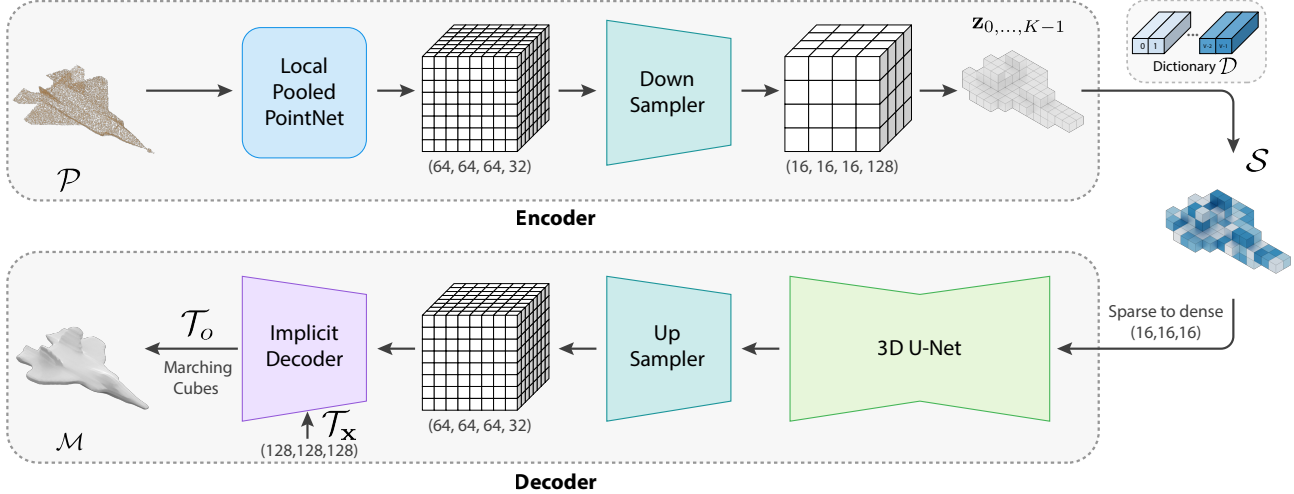 𝒫
Local
Pooled
PointNet
(64, 64, 64, 32)
Down
Sampler
(16, 16, 16, 128)
𝐳₀,...,K−1
0 1 ... V-2 V-1
Dictionary 𝒟
Encoder
𝒮
Sparse to dense
(16,16,16)
3D U-Net
Up
Sampler
(64, 64, 64, 32)
Implicit
Decoder
𝒯ₓ
(128,128,128)
𝒯ₒ
Marching
Cubes
ℳ
Decoder